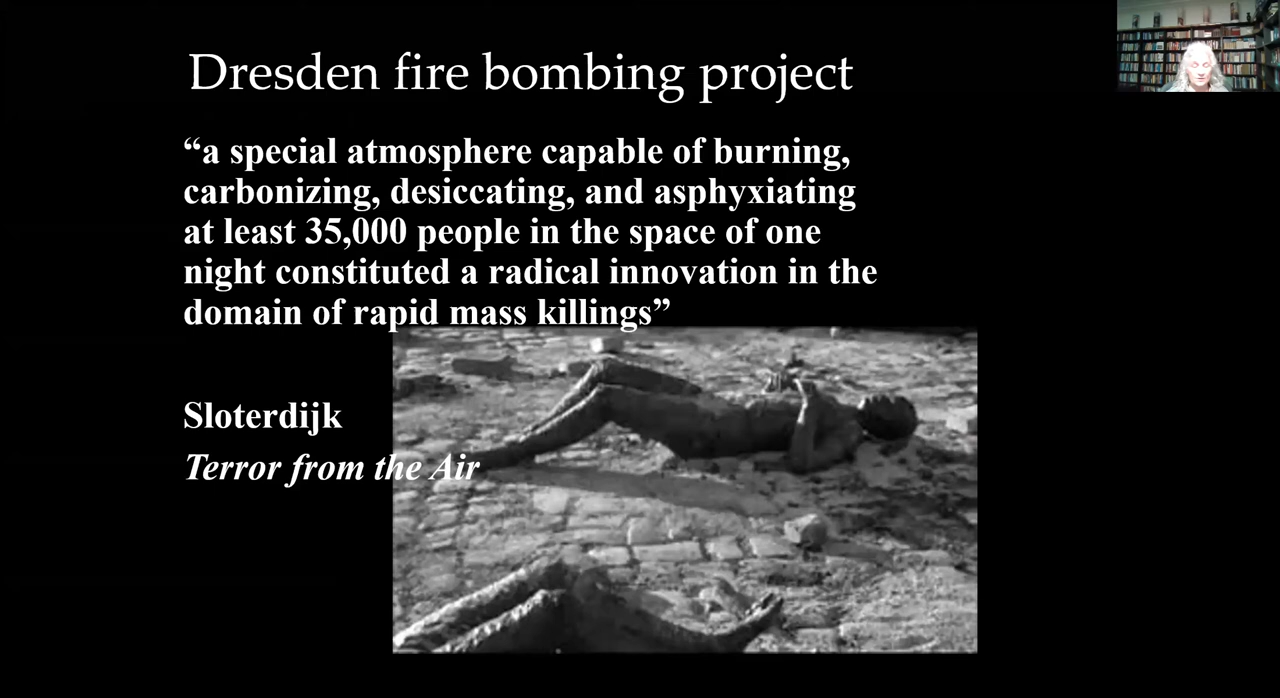 Dresden fire bombing project
“a special atmosphere capable of burning,
carbonizing, desiccating, and asphyxiating
at least 35,000 people in the space of one
night constituted a radical innovation in the
domain of rapid mass killings”
Sloterdijk
Terror from the Air